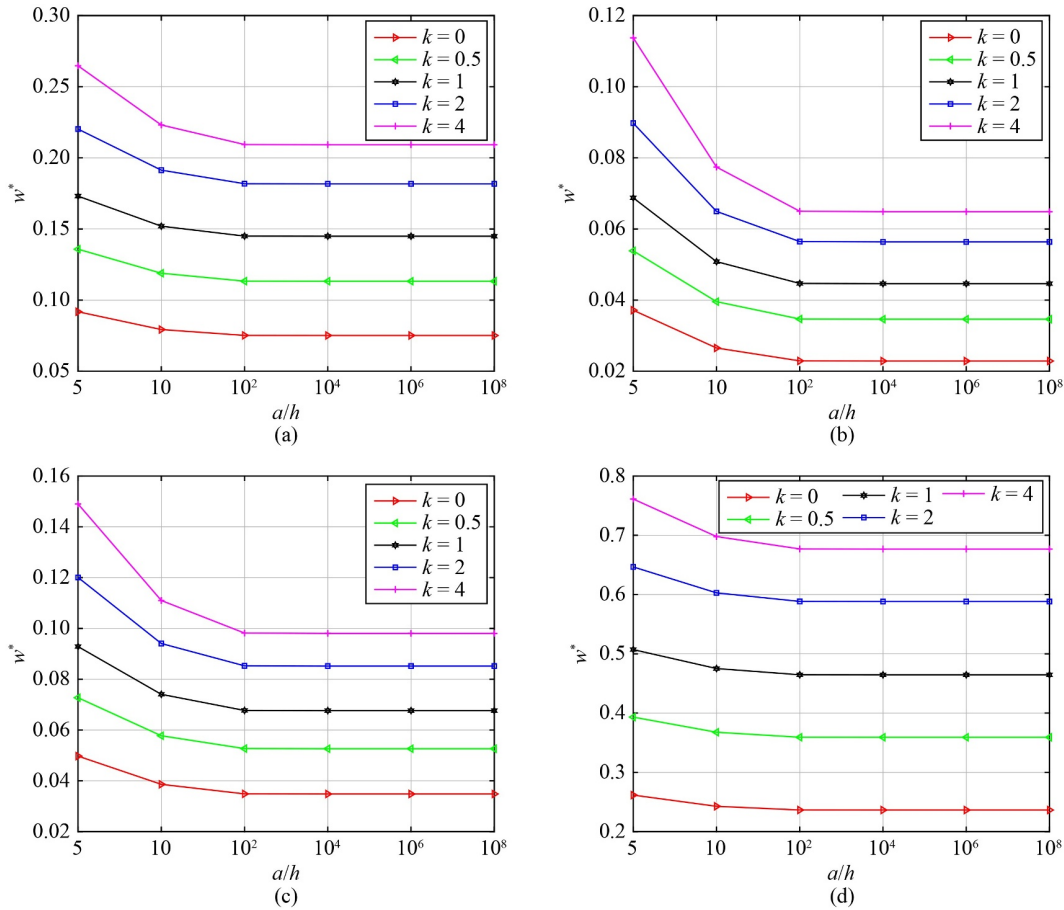 0.30
0.25
0.20
0.15
0.10
0.05
w*
k = 0
k = 0.5
k = 1
k = 2
k = 4
5 10 10² 10⁴ 10⁶ 10⁸
a/h
(a)
0.12
0.10
0.08
0.06
0.04
0.02
w*
k = 0
k = 0.5
k = 1
k = 2
k = 4
5 10 10² 10⁴ 10⁶ 10⁸
a/h
(b)
0.16
0.14
0.12
0.10
0.08
0.06
0.04
0.02
w*
k = 0
k = 0.5
k = 1
k = 2
k = 4
5 10 10² 10⁴ 10⁶ 10⁸
a/h
(c)
0.8
0.7
0.6
0.5
0.4
0.3
0.2
w*
k = 0 k = 1 k = 4
k = 0.5 k = 2
5 10 10² 10⁴ 10⁶ 10⁸
a/h
(d)